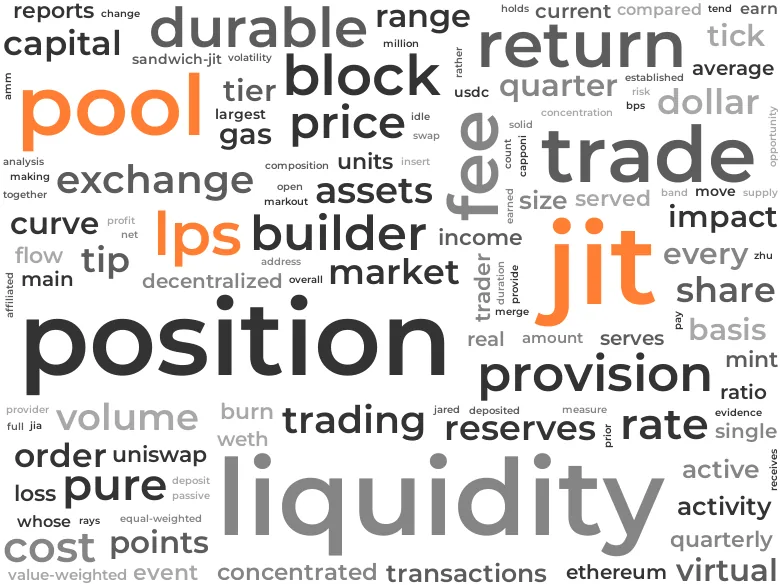 reports change durable range holds current compared tend earn
capital sandwich-jit volatility million rather return tick
amm pool tier block usdc quarter established average
largest price idle risk bps dollar
gas swap fee solid concentration trade opportunity
analysis composition units insert count capponi
making exchange open assets earned size served band move supply
together markout
curve profit lps builder income jit impact
net
flow tip address market trader duration provide every zhu
main decentralized overall share
affiliated position merge pay basis
real amount serves
provision mint
ratio
provider volume burn trading jared deposited measure rate evidence
full jia weth reserves prior single
order uniswap liquidity active receives
loss pure deposit activity
passive
whose rays equal-weighted quarterly
cost points
value-weighted event concentrated transactions ethereum virtual